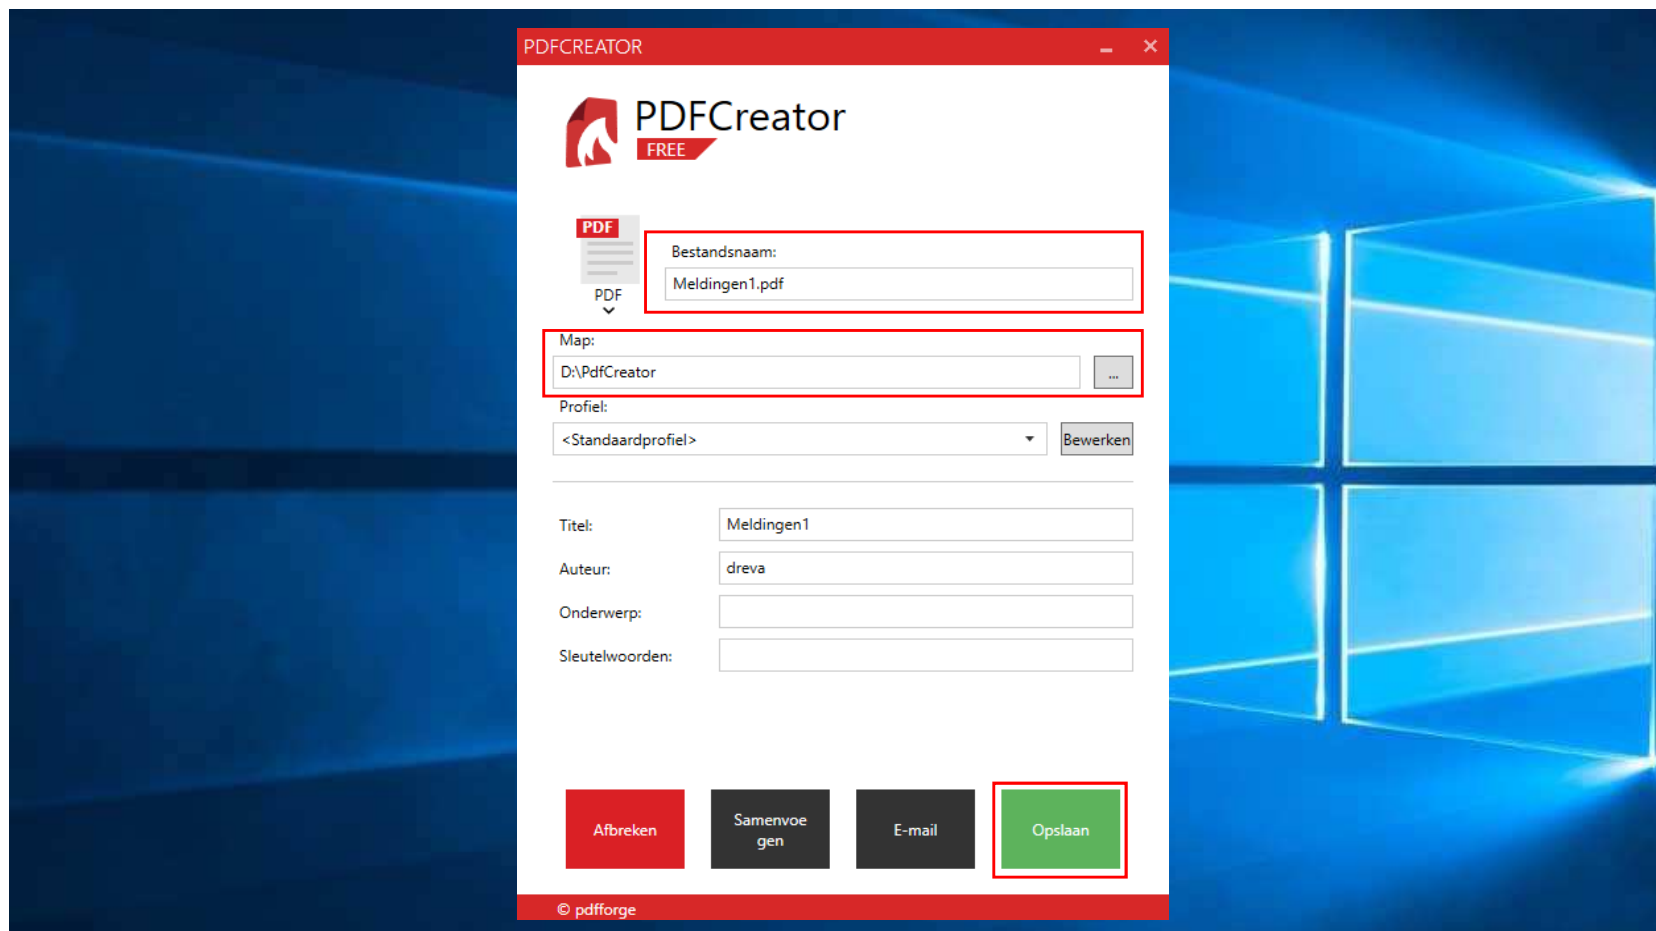 PDFCREATOR
PDFCreator
FREE
PDF
Bestandsnaam:
Meldingen1.pdf
PDF
Map:
D:\PdfCreator
...
Profiel:
<Standaardprofiel>
Bewerken
Titel:
Meldingen1
Auteur:
dreva
Onderwerp:
Sleutelwoorden:
Afbreken
Samenvoe
gen
E-mail
Opslaan
© pdfforge